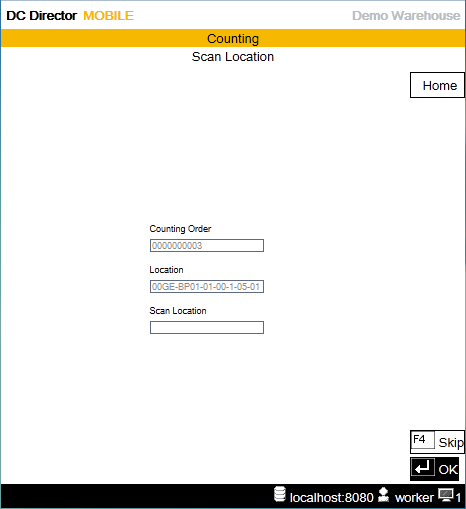 DC Director MOBILE Demo Warehouse
Counting
Scan Location
Home
Counting Order
0000000003
Location
00GE-BP01-01-00-1-05-01
Scan Location
F4 Skip
OK
localhost:8080 worker 1